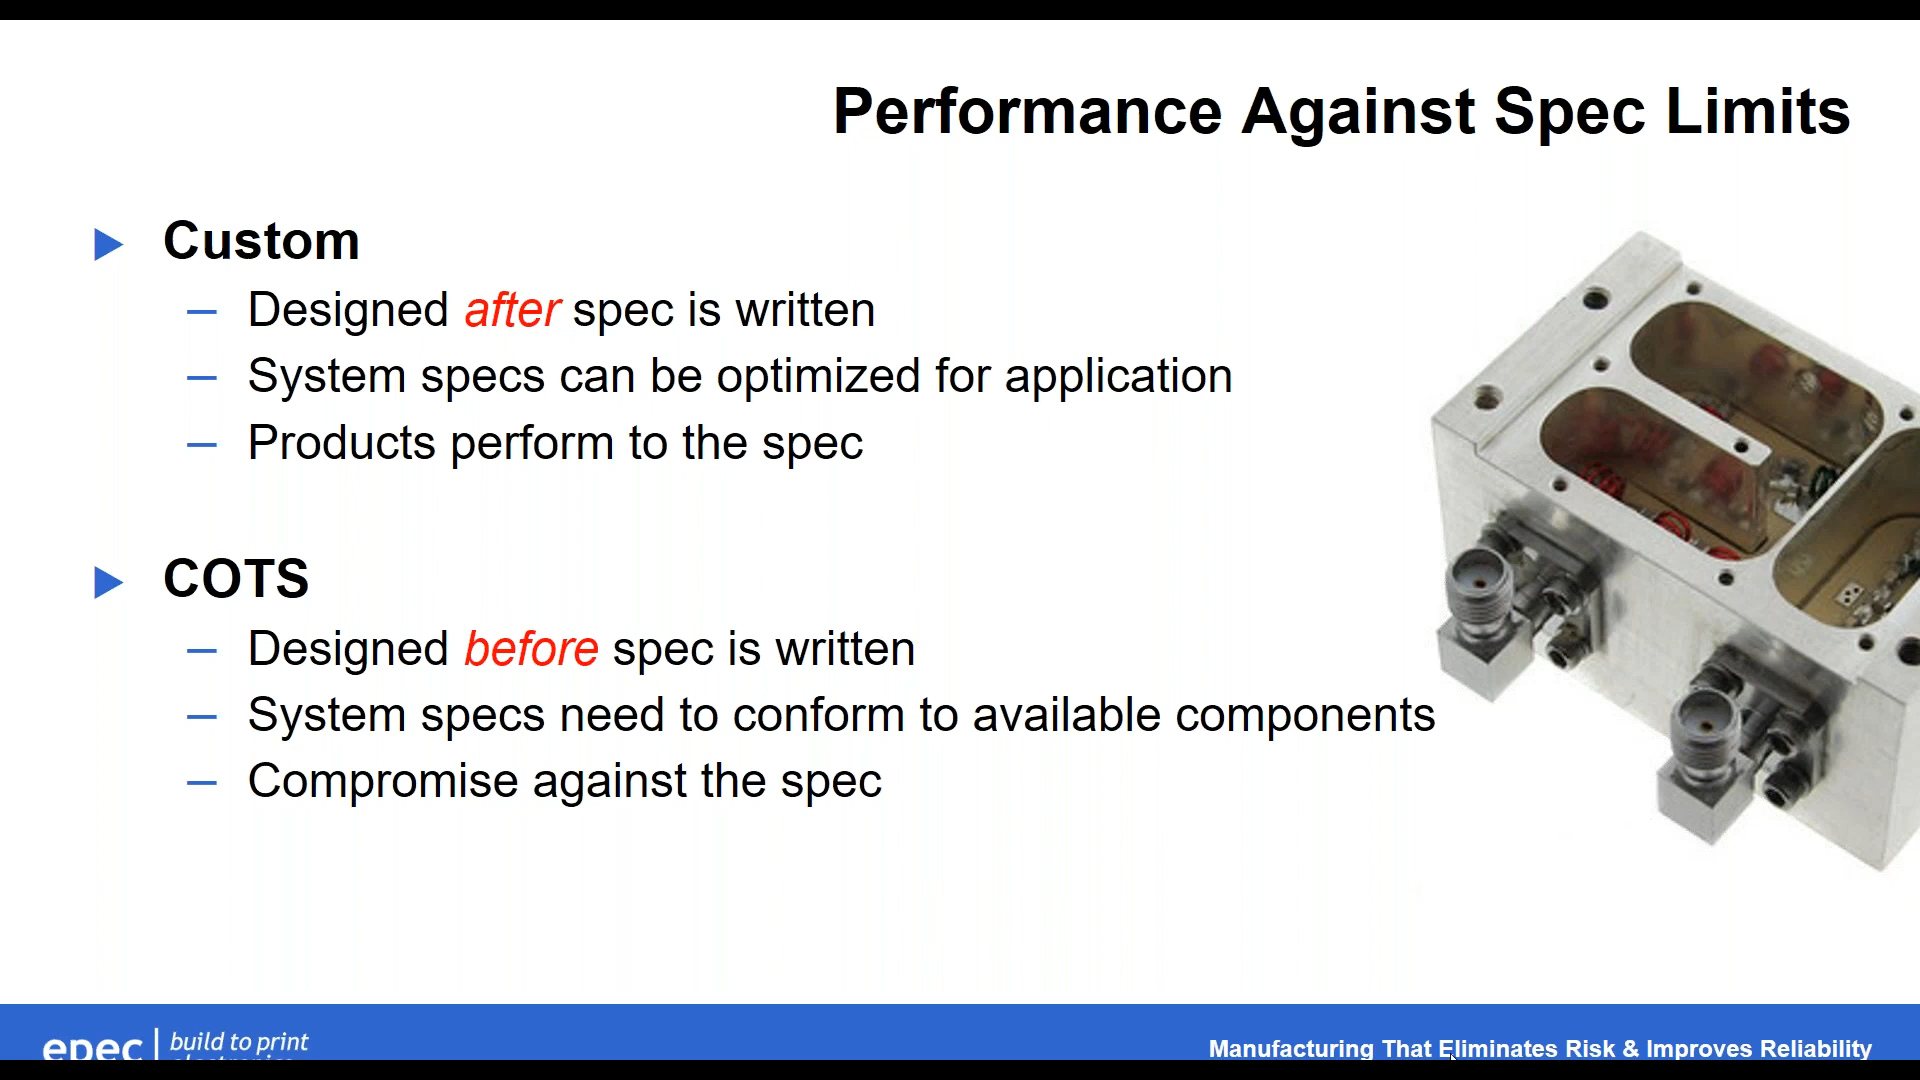 Performance Against Spec Limits
Custom
– Designed after spec is written
– System specs can be optimized for application
– Products perform to the spec
COTS
– Designed before spec is written
– System specs need to conform to available components
– Compromise against the spec
epec | build to print
Manufacturing That Eliminates Risk & Improves Reliability